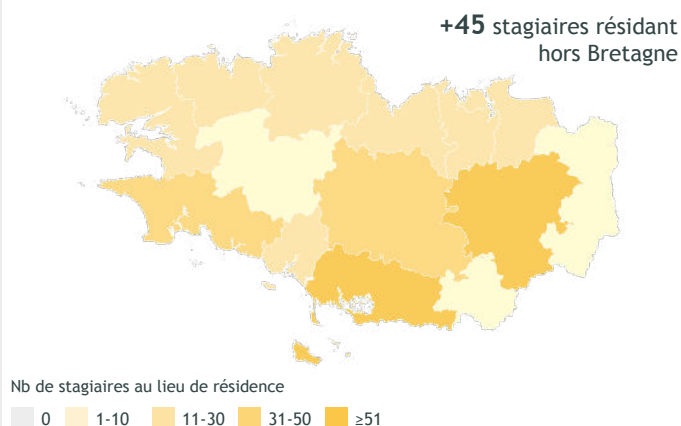 +45 stagiaires résidant
hors Bretagne
Nb de stagiaires au lieu de résidence
0 1-10 11-30 31-50 ≥51